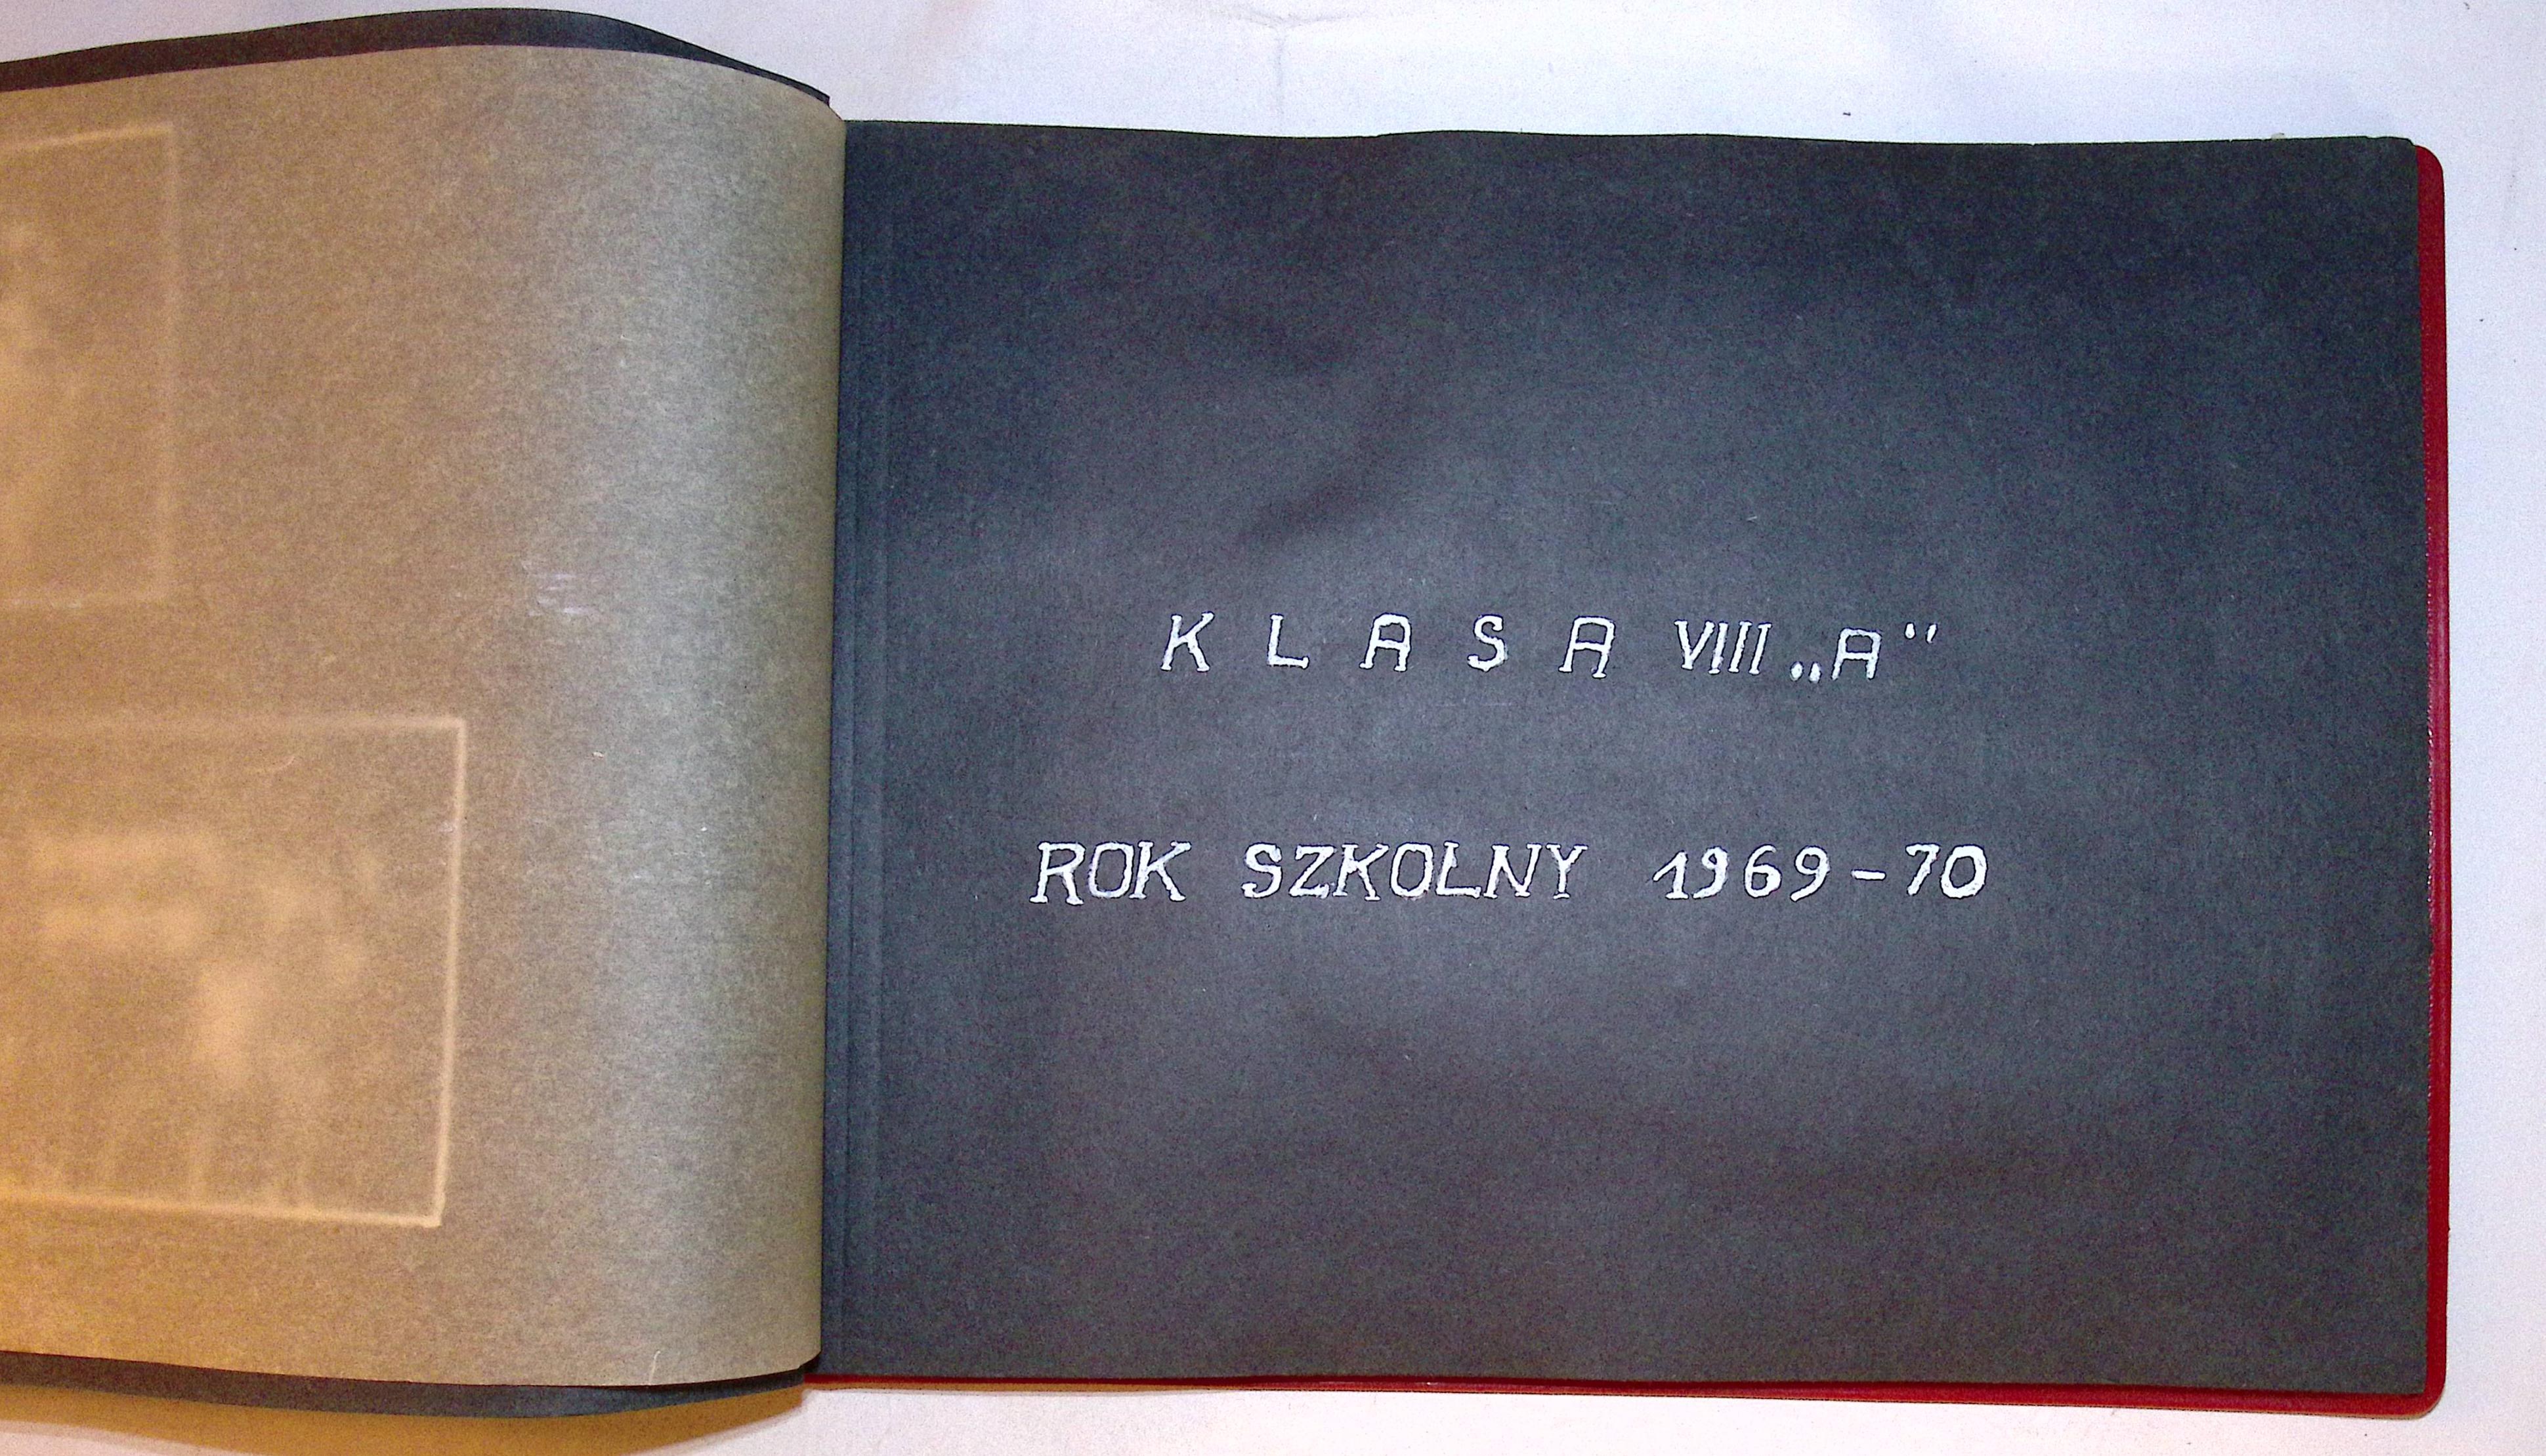 KLASA VIII „A"
ROK SZKOLNY 1969-70